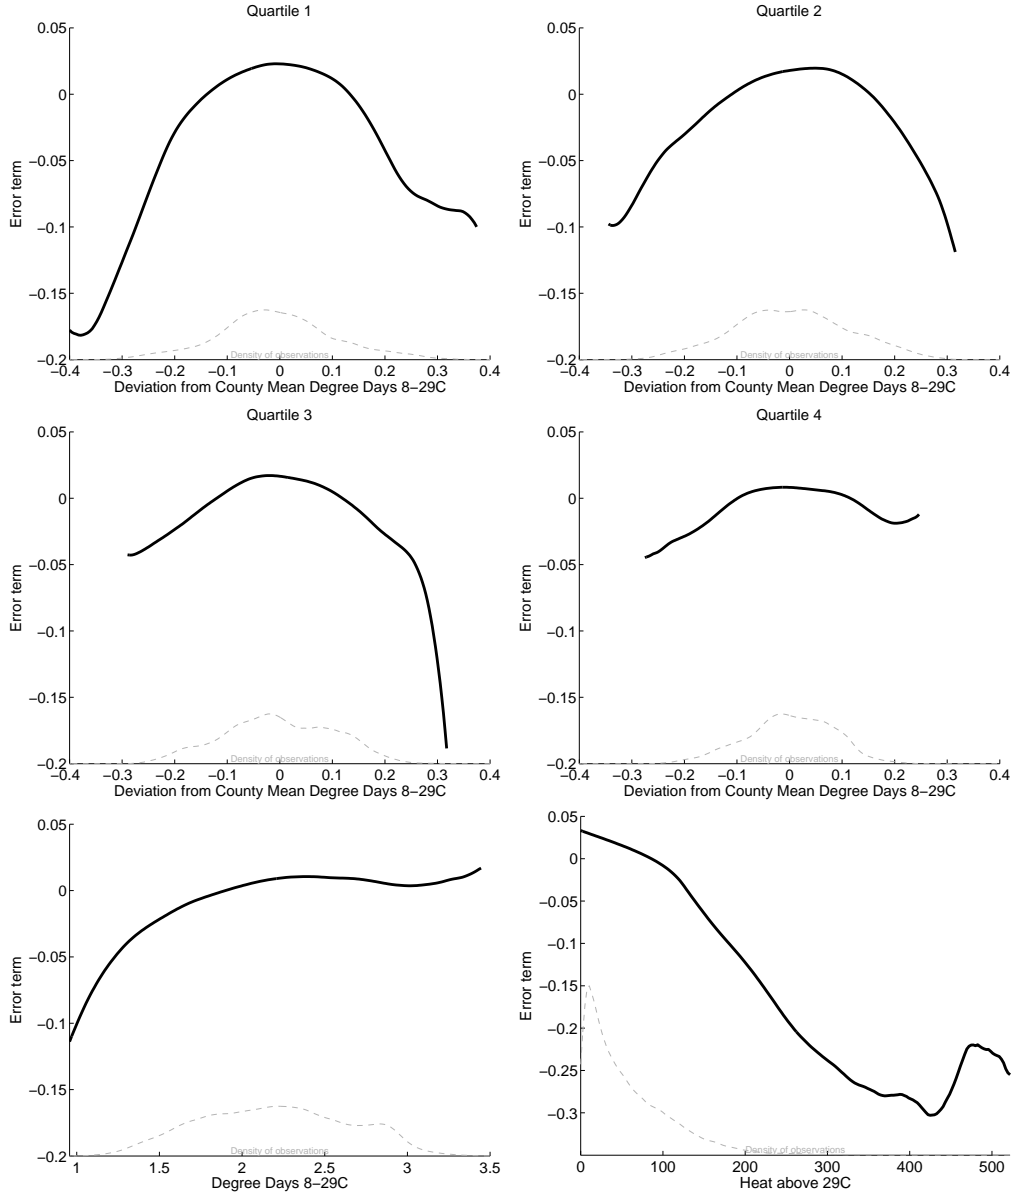 Quartile 1
0.05
0
−0.05
−0.1
−0.15
−0.2
Error term
Density of observations
−0.4 −0.3 −0.2 −0.1 0 0.1 0.2 0.3 0.4
Deviation from County Mean Degree Days 8−29C
Quartile 2
0.05
0
−0.05
−0.1
−0.15
−0.2
Error term
Density of observations
−0.4 −0.3 −0.2 −0.1 0 0.1 0.2 0.3 0.4
Deviation from County Mean Degree Days 8−29C
Quartile 3
0.05
0
−0.05
−0.1
−0.15
−0.2
Error term
Density of observations
−0.4 −0.3 −0.2 −0.1 0 0.1 0.2 0.3 0.4
Deviation from County Mean Degree Days 8−29C
Quartile 4
0.05
0
−0.05
−0.1
−0.15
−0.2
Error term
Density of observations
−0.4 −0.3 −0.2 −0.1 0 0.1 0.2 0.3 0.4
Deviation from County Mean Degree Days 8−29C
0.05
0
−0.05
−0.1
−0.15
−0.2
Error term
Density of observations
1 1.5 2 2.5 3 3.5
Degree Days 8−29C
0.05
0
−0.05
−0.1
−0.15
−0.2
−0.25
−0.3
Error term
Density of observations
0 100 200 300 400 500
Heat above 29C